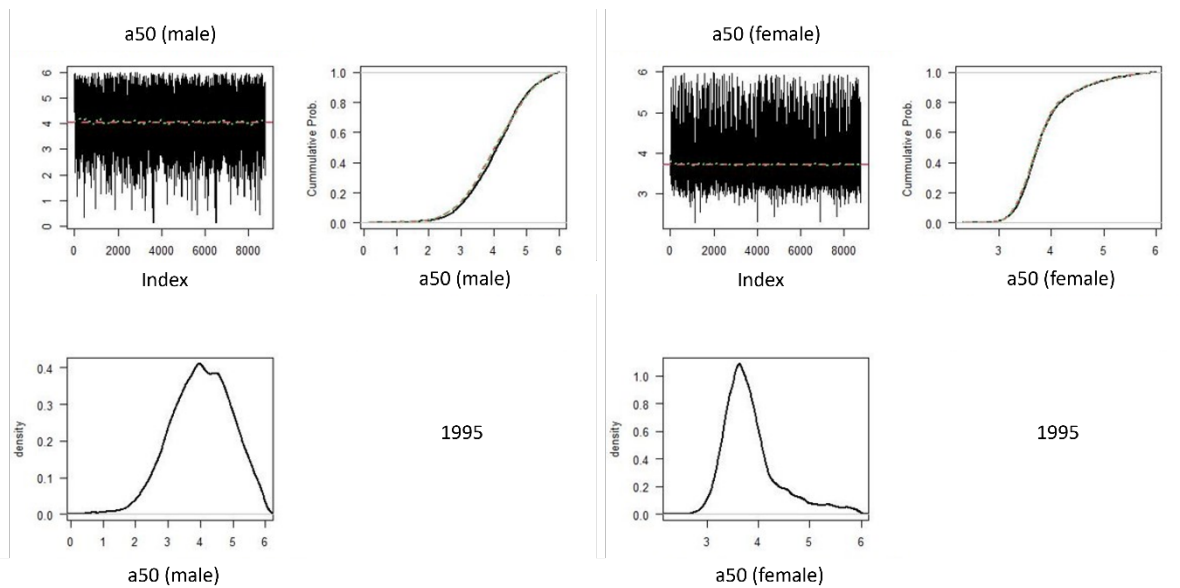 a50 (male)
6
5
4
3
2
1
0
0 2000 4000 6000 8000
Index
Cummulative Prob.
1.0
0.8
0.6
0.4
0.2
0.0
0 1 2 3 4 5 6
a50 (male)
a50 (female)
6
5
4
3
0 2000 4000 6000 8000
Index
Cummulative Prob.
1.0
0.8
0.6
0.4
0.2
0.0
3 4 5 6
a50 (female)
density
0.4
0.3
0.2
0.1
0.0
0 1 2 3 4 5 6
a50 (male)
1995
density
1.0
0.8
0.6
0.4
0.2
0.0
3 4 5 6
a50 (female)
1995